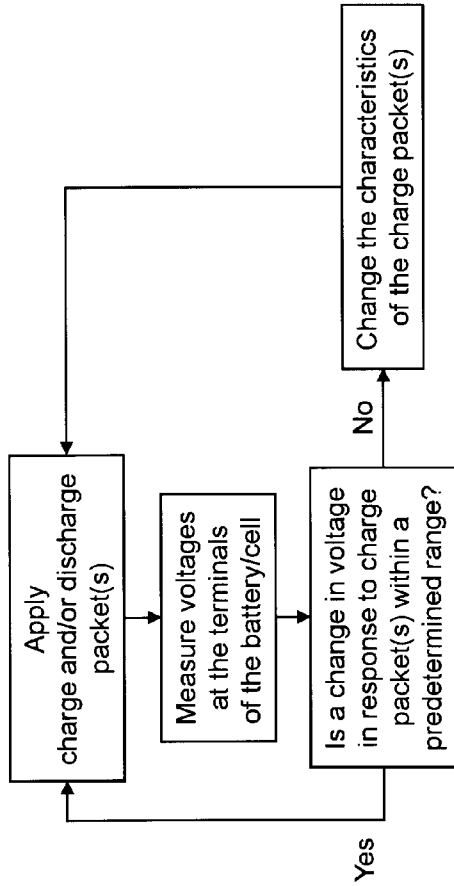 Apply
charge and/or discharge
packet(s)
Measure voltages
at the terminals
of the battery/cell
Is a change in voltage
in response to charge
packet(s) within a
predetermined range?
Yes
No
Change the characteristics
of the charge packet(s)